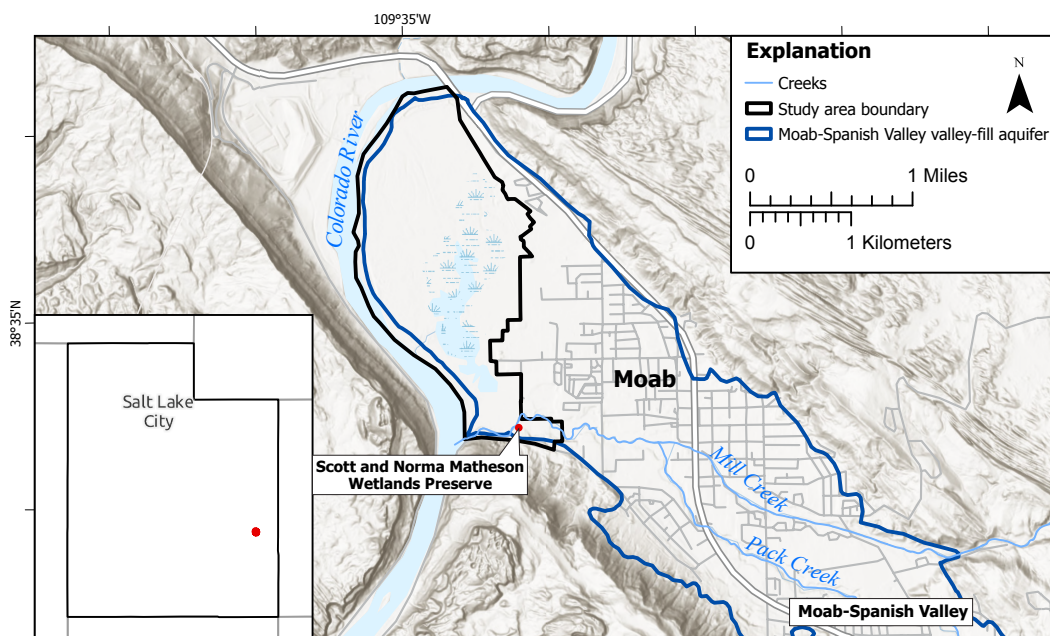 109°35'W
Explanation
Creeks
Study area boundary
Moab-Spanish Valley valley-fill aquifer
N
0 1 Miles
0 1 Kilometers
Colorado River
38°35'N
Moab
Salt Lake
City
Scott and Norma Matheson
Wetlands Preserve
Mill Creek
Pack Creek
Moab-Spanish Valley